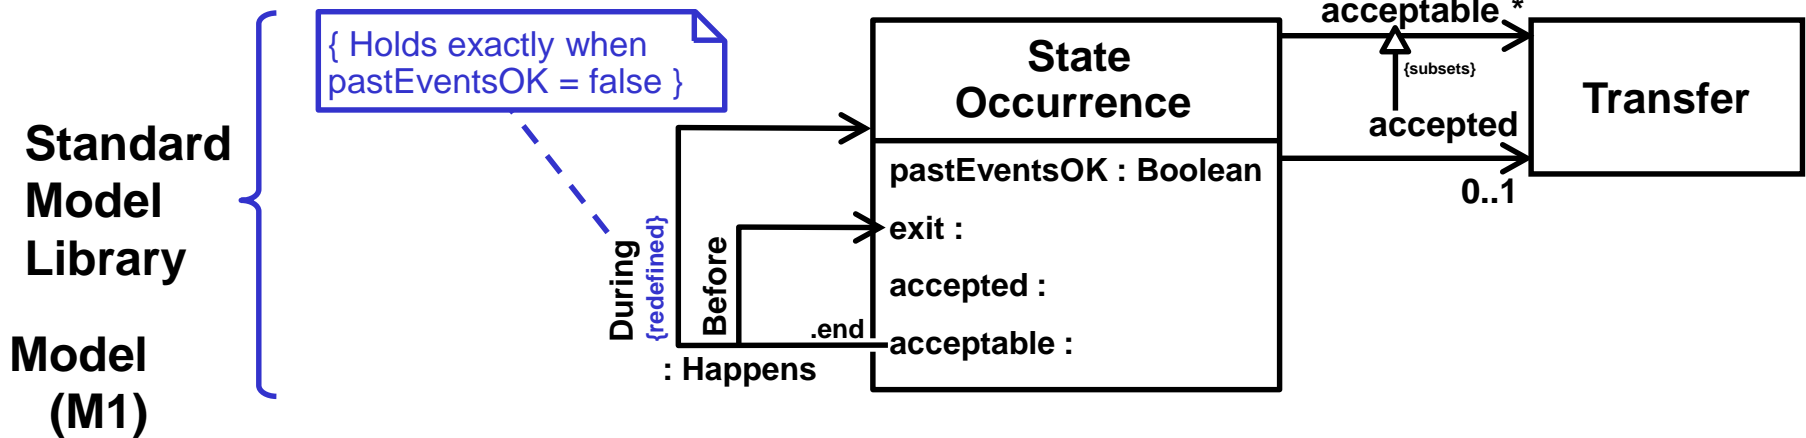 Standard
Model
Library
Model
(M1)
{ Holds exactly when
pastEventsOK = false }
During
{redefined}
Before
.end
: Happens
State
Occurrence
pastEventsOK : Boolean
exit :
accepted :
acceptable :
acceptable *
{subsets}
accepted
0..1
Transfer